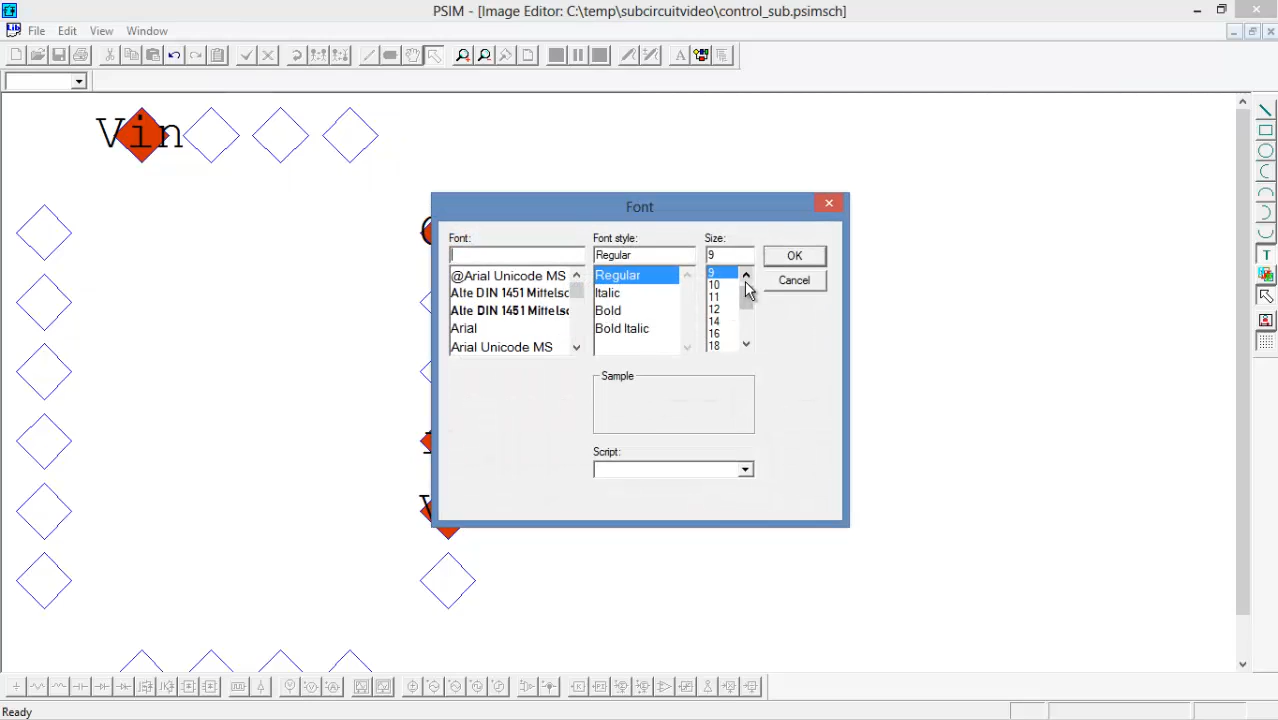 PSIM - [Image Editor: C:\temp\subcircuitvideo\control_sub.psimsch]
File Edit View Window
Vin
Font
Font: Font style: Size:
Regular 9 OK
@Arial Unicode MS Regular 9
Alte DIN 1451 Mittelsc Italic 10 Cancel
Alte DIN 1451 Mittelsc Bold 11
Arial Bold Italic 12
Arial Unicode MS 14
16
18
Sample
Script:
Ready